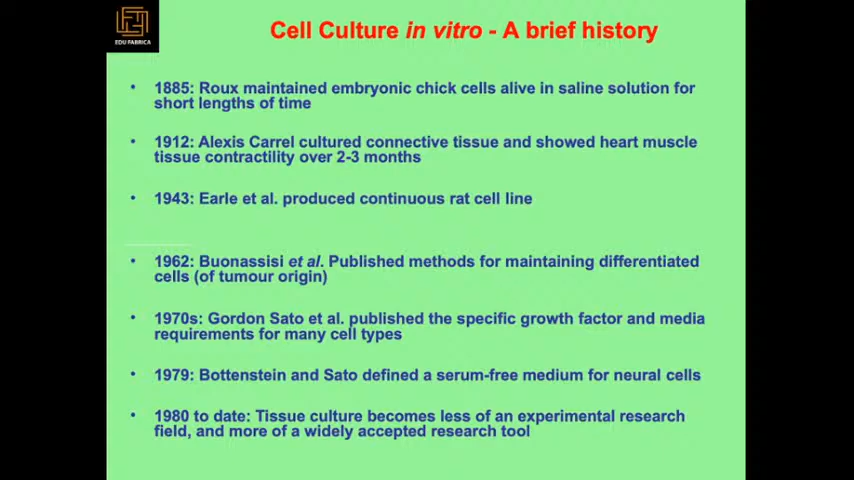 EDU FABRICA
Cell Culture in vitro - A brief history
• 1885: Roux maintained embryonic chick cells alive in saline solution for
short lengths of time
• 1912: Alexis Carrel cultured connective tissue and showed heart muscle
tissue contractility over 2-3 months
• 1943: Earle et al. produced continuous rat cell line
• 1962: Buonassisi et al. Published methods for maintaining differentiated
cells (of tumour origin)
• 1970s: Gordon Sato et al. published the specific growth factor and media
requirements for many cell types
• 1979: Bottenstein and Sato defined a serum-free medium for neural cells
• 1980 to date: Tissue culture becomes less of an experimental research
field, and more of a widely accepted research tool